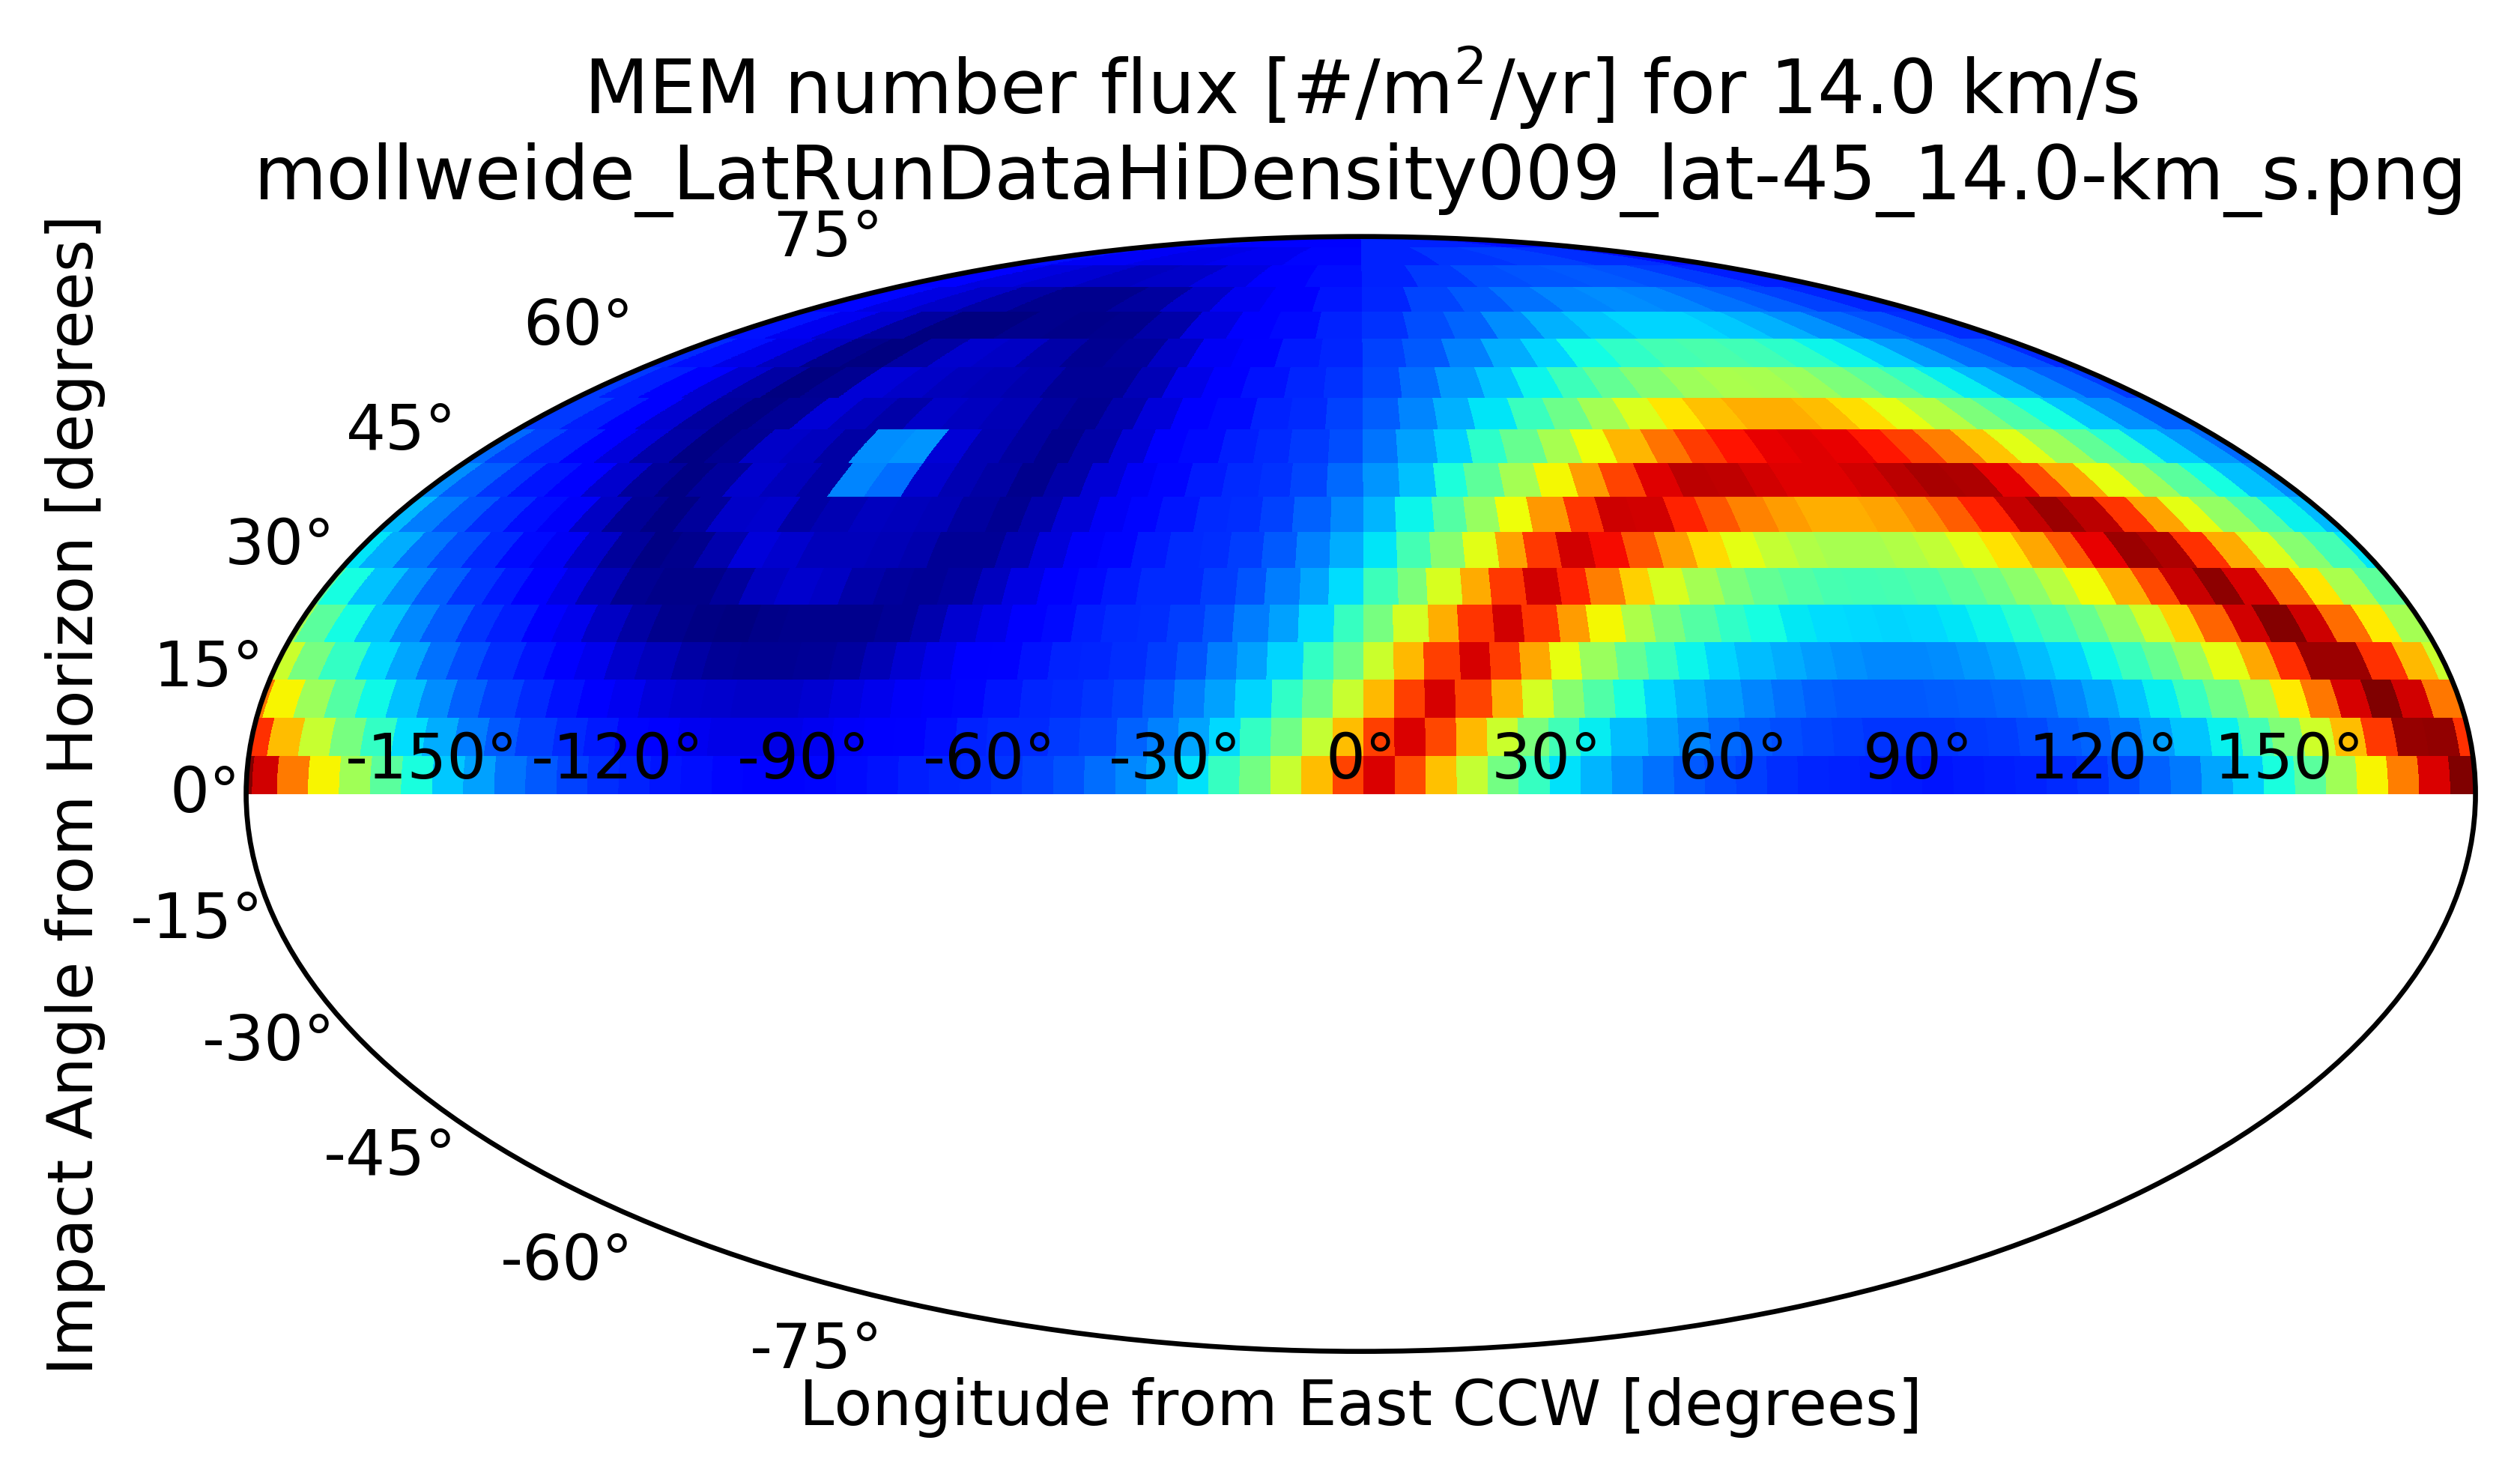 MEM number flux [#/m²/yr] for 14.0 km/s
mollweide_LatRunDataHiDensity009_lat-45_14.0-km_s.png
Impact Angle from Horizon [degrees]
75°
60°
45°
30°
15°
0°
-15°
-30°
-45°
-60°
-75°
-150° -120° -90° -60° -30° 0° 30° 60° 90° 120° 150°
Longitude from East CCW [degrees]